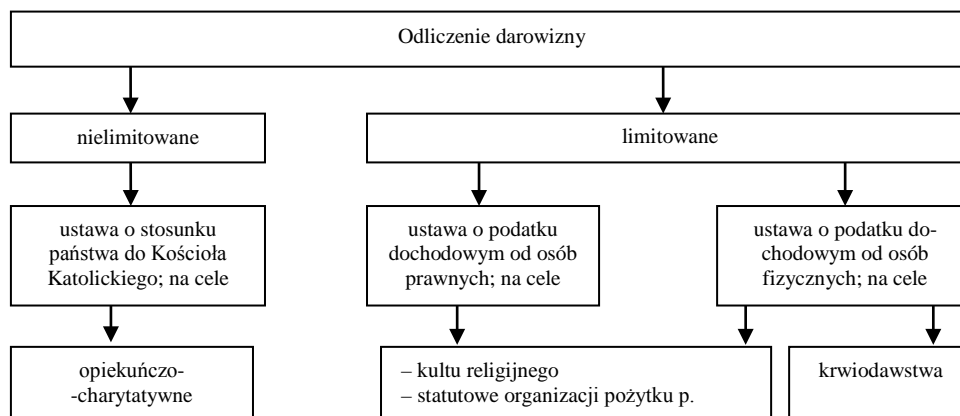 Odliczenie darowizny
nielimitowane
limitowane
ustawa o stosunku
państwa do Kościoła
Katolickiego; na cele
ustawa o podatku
dochodowym od osób
prawnych; na cele
ustawa o podatku do-
chodowym od osób
fizycznych; na cele
opiekuńczo-
-charytatywne
– kultu religijnego
– statutowe organizacji pożytku p.
krwiodawstwa